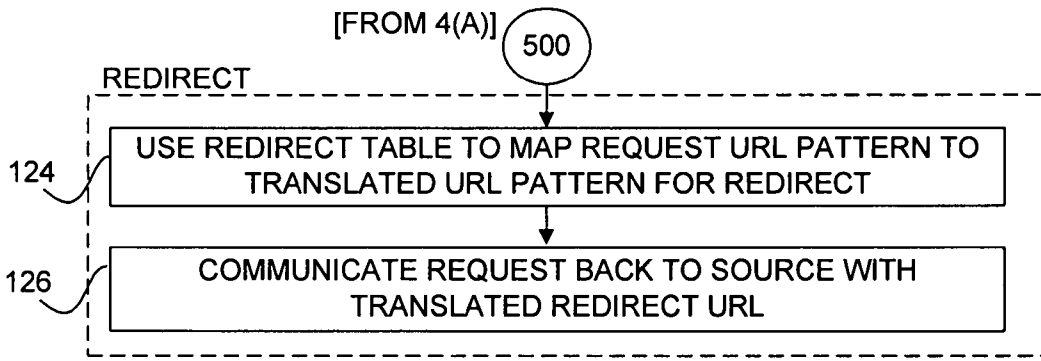 [FROM 4(A)]
500
REDIRECT
124
USE REDIRECT TABLE TO MAP REQUEST URL PATTERN TO
TRANSLATED URL PATTERN FOR REDIRECT
126
COMMUNICATE REQUEST BACK TO SOURCE WITH
TRANSLATED REDIRECT URL